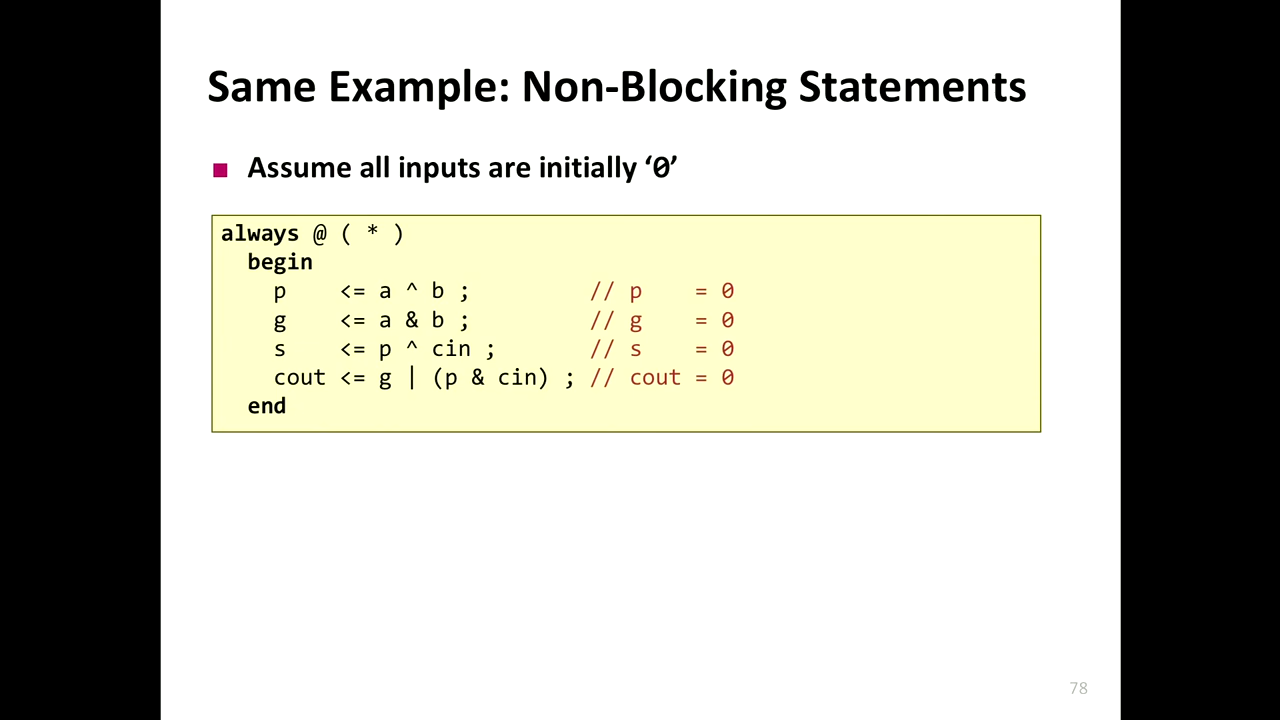 Same Example: Non-Blocking Statements
Assume all inputs are initially ‘0’
always @ ( * )
begin
p <= a ^ b ; // p = 0
g <= a & b ; // g = 0
s <= p ^ cin ; // s = 0
cout <= g | (p & cin) ; // cout = 0
end
78